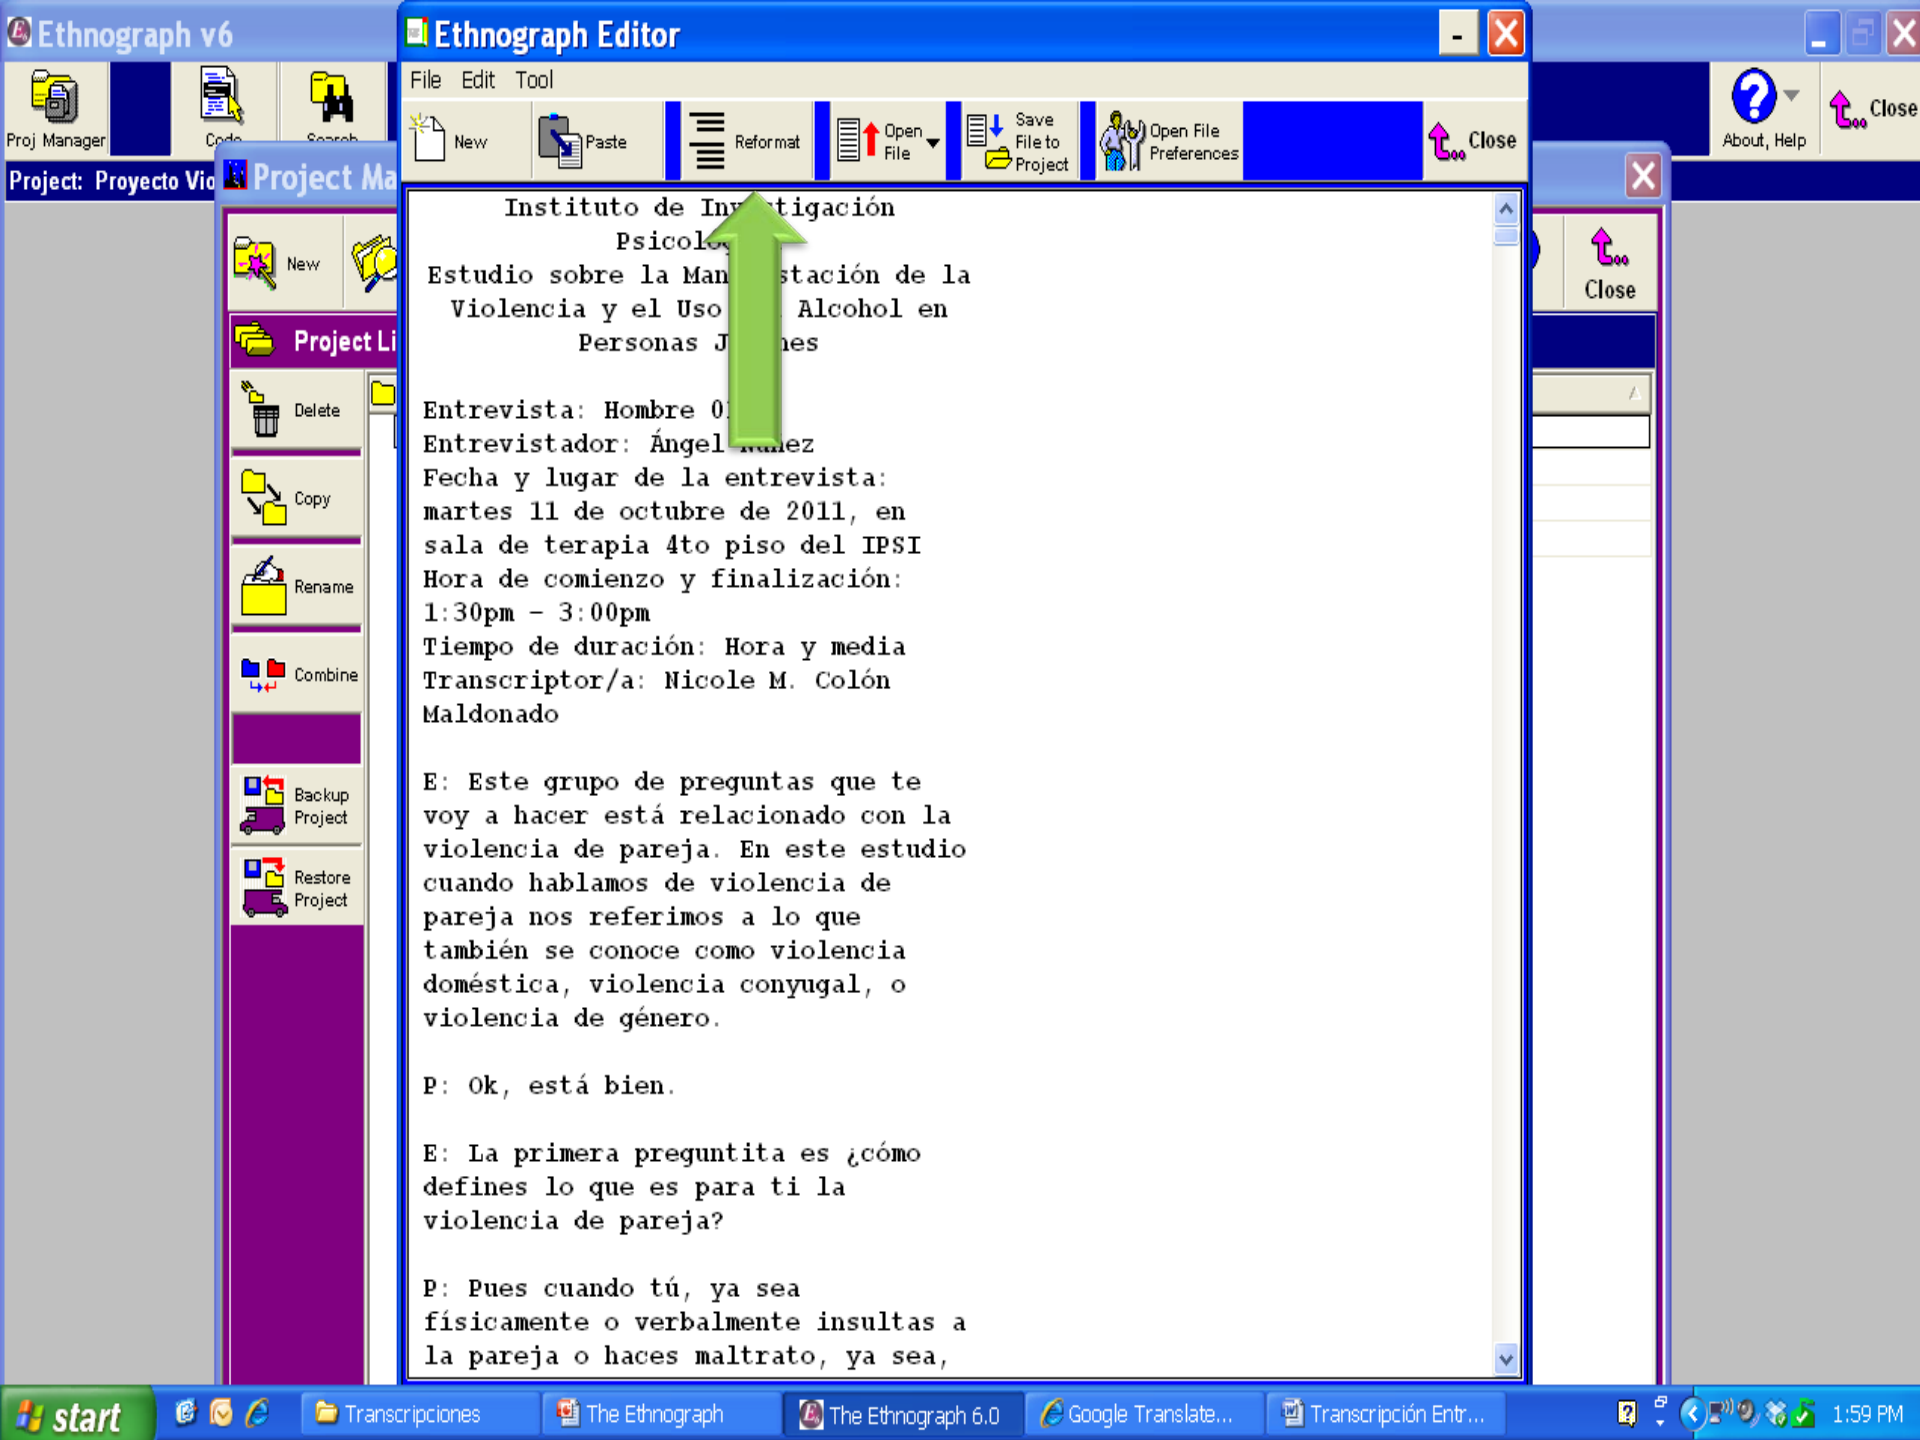 Ethnograph v6
Ethnograph Editor
File Edit Tool
Proj Manager
Code
Search
New
Paste
Reformat
Open File
Save File to Project
Open File Preferences
Close
About, Help
Close
Project: Proyecto Vio
Project Ma
New
Close
Project Li
Delete
Copy
Rename
Combine
Backup Project
Restore Project
Instituto de Investigación
Estudio sobre la Manifestación de la
Violencia y el Uso Alcohol en
Personas
Entrevista: Hombre
Entrevistador: Ángel
Fecha y lugar de la entrevista:
martes 11 de octubre de 2011, en
sala de terapia 4to piso del IPSI
Hora de comienzo y finalización:
1:30pm – 3:00pm
Tiempo de duración: Hora y media
Transcriptor/a: Nicole M. Colón
Maldonado
E: Este grupo de preguntas que te
voy a hacer está relacionado con la
violencia de pareja. En este estudio
cuando hablamos de violencia de
pareja nos referimos a lo que
también se conoce como violencia
doméstica, violencia conyugal, o
violencia de género.
P: Ok, está bien.
E: La primera preguntita es ¿cómo
defines lo que es para ti la
violencia de pareja?
P: Pues cuando tú, ya sea
físicamente o verbalmente insultas a
la pareja o haces maltrato, ya sea,
start
Transcripciones
The Ethnograph
The Ethnograph 6.0
Google Translate...
Transcripción Entr...
1:59 PM